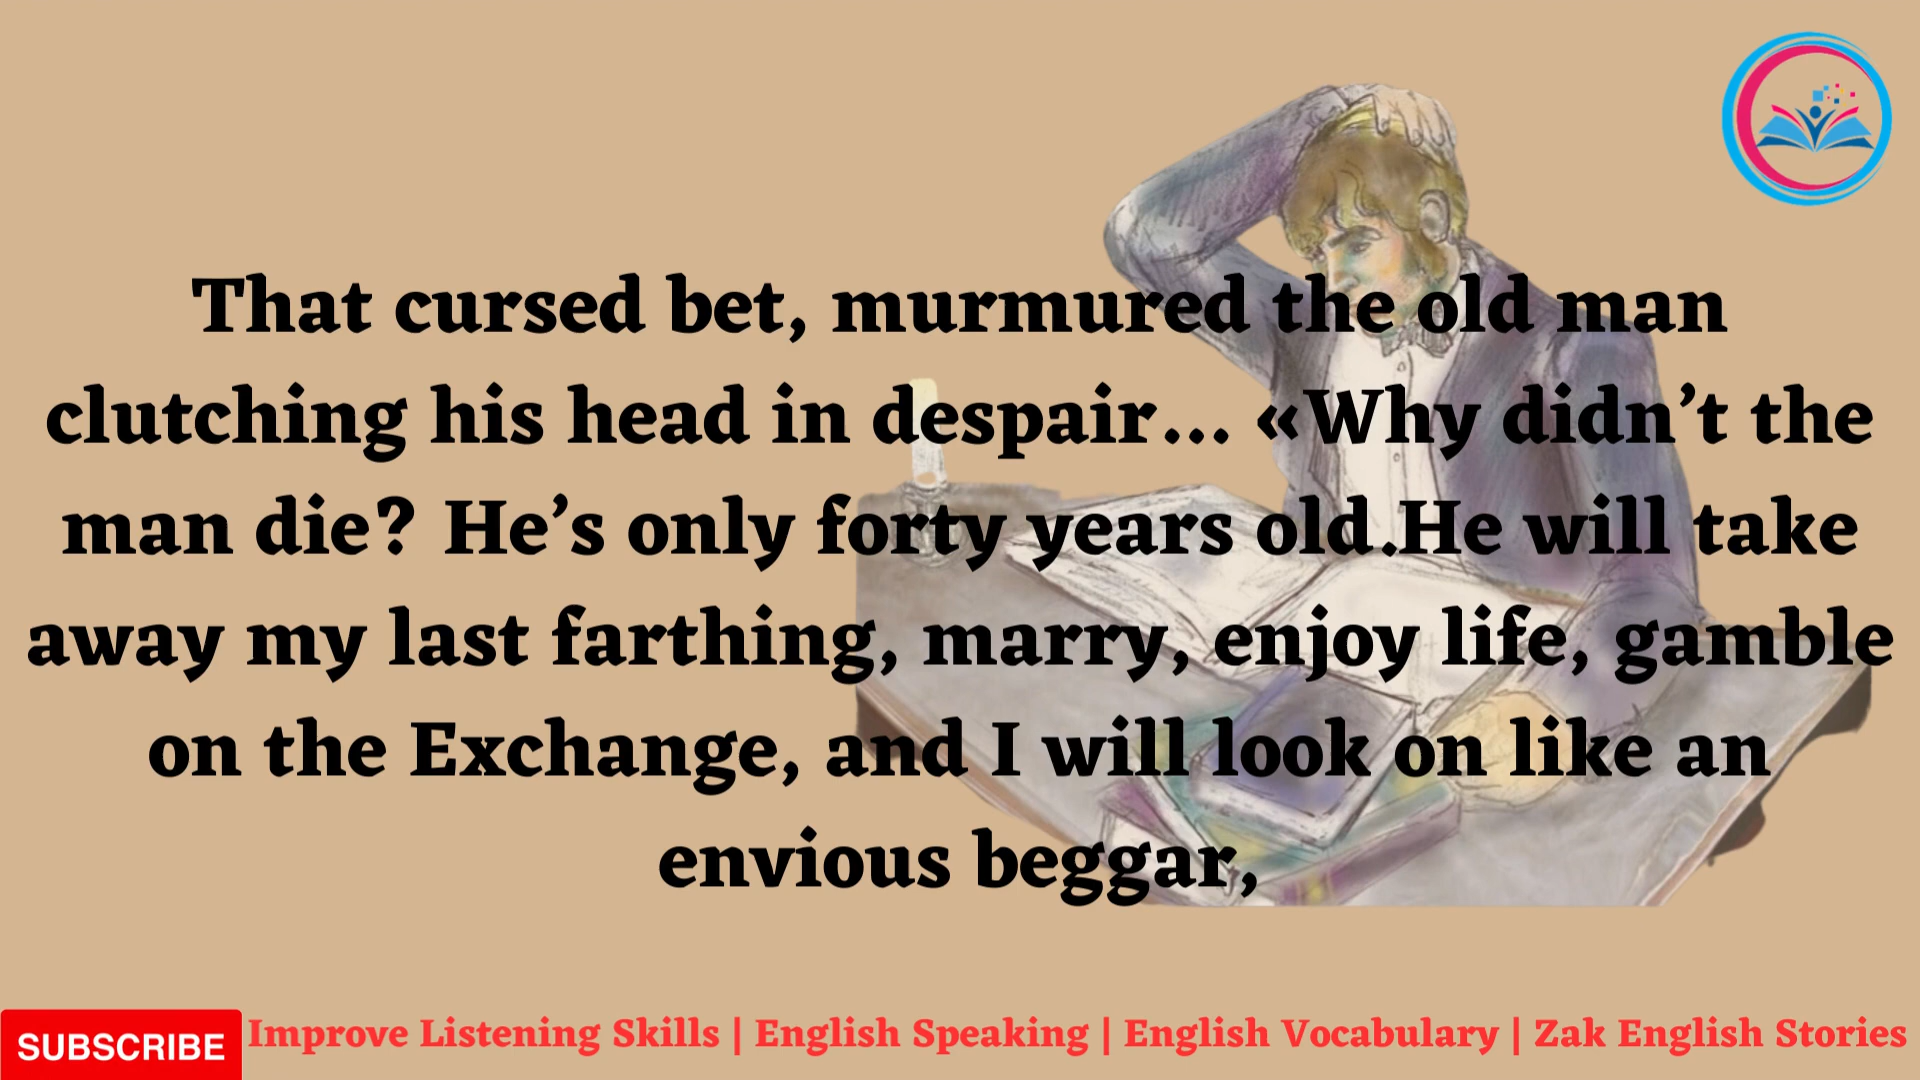 That cursed bet, murmured the old man
clutching his head in despair... «Why didn’t the
man die? He’s only forty years old.He will take
away my last farthing, marry, enjoy life, gamble
on the Exchange, and I will look on like an
envious beggar,
SUBSCRIBE
Improve Listening Skills | English Speaking | English Vocabulary | Zak English Stories